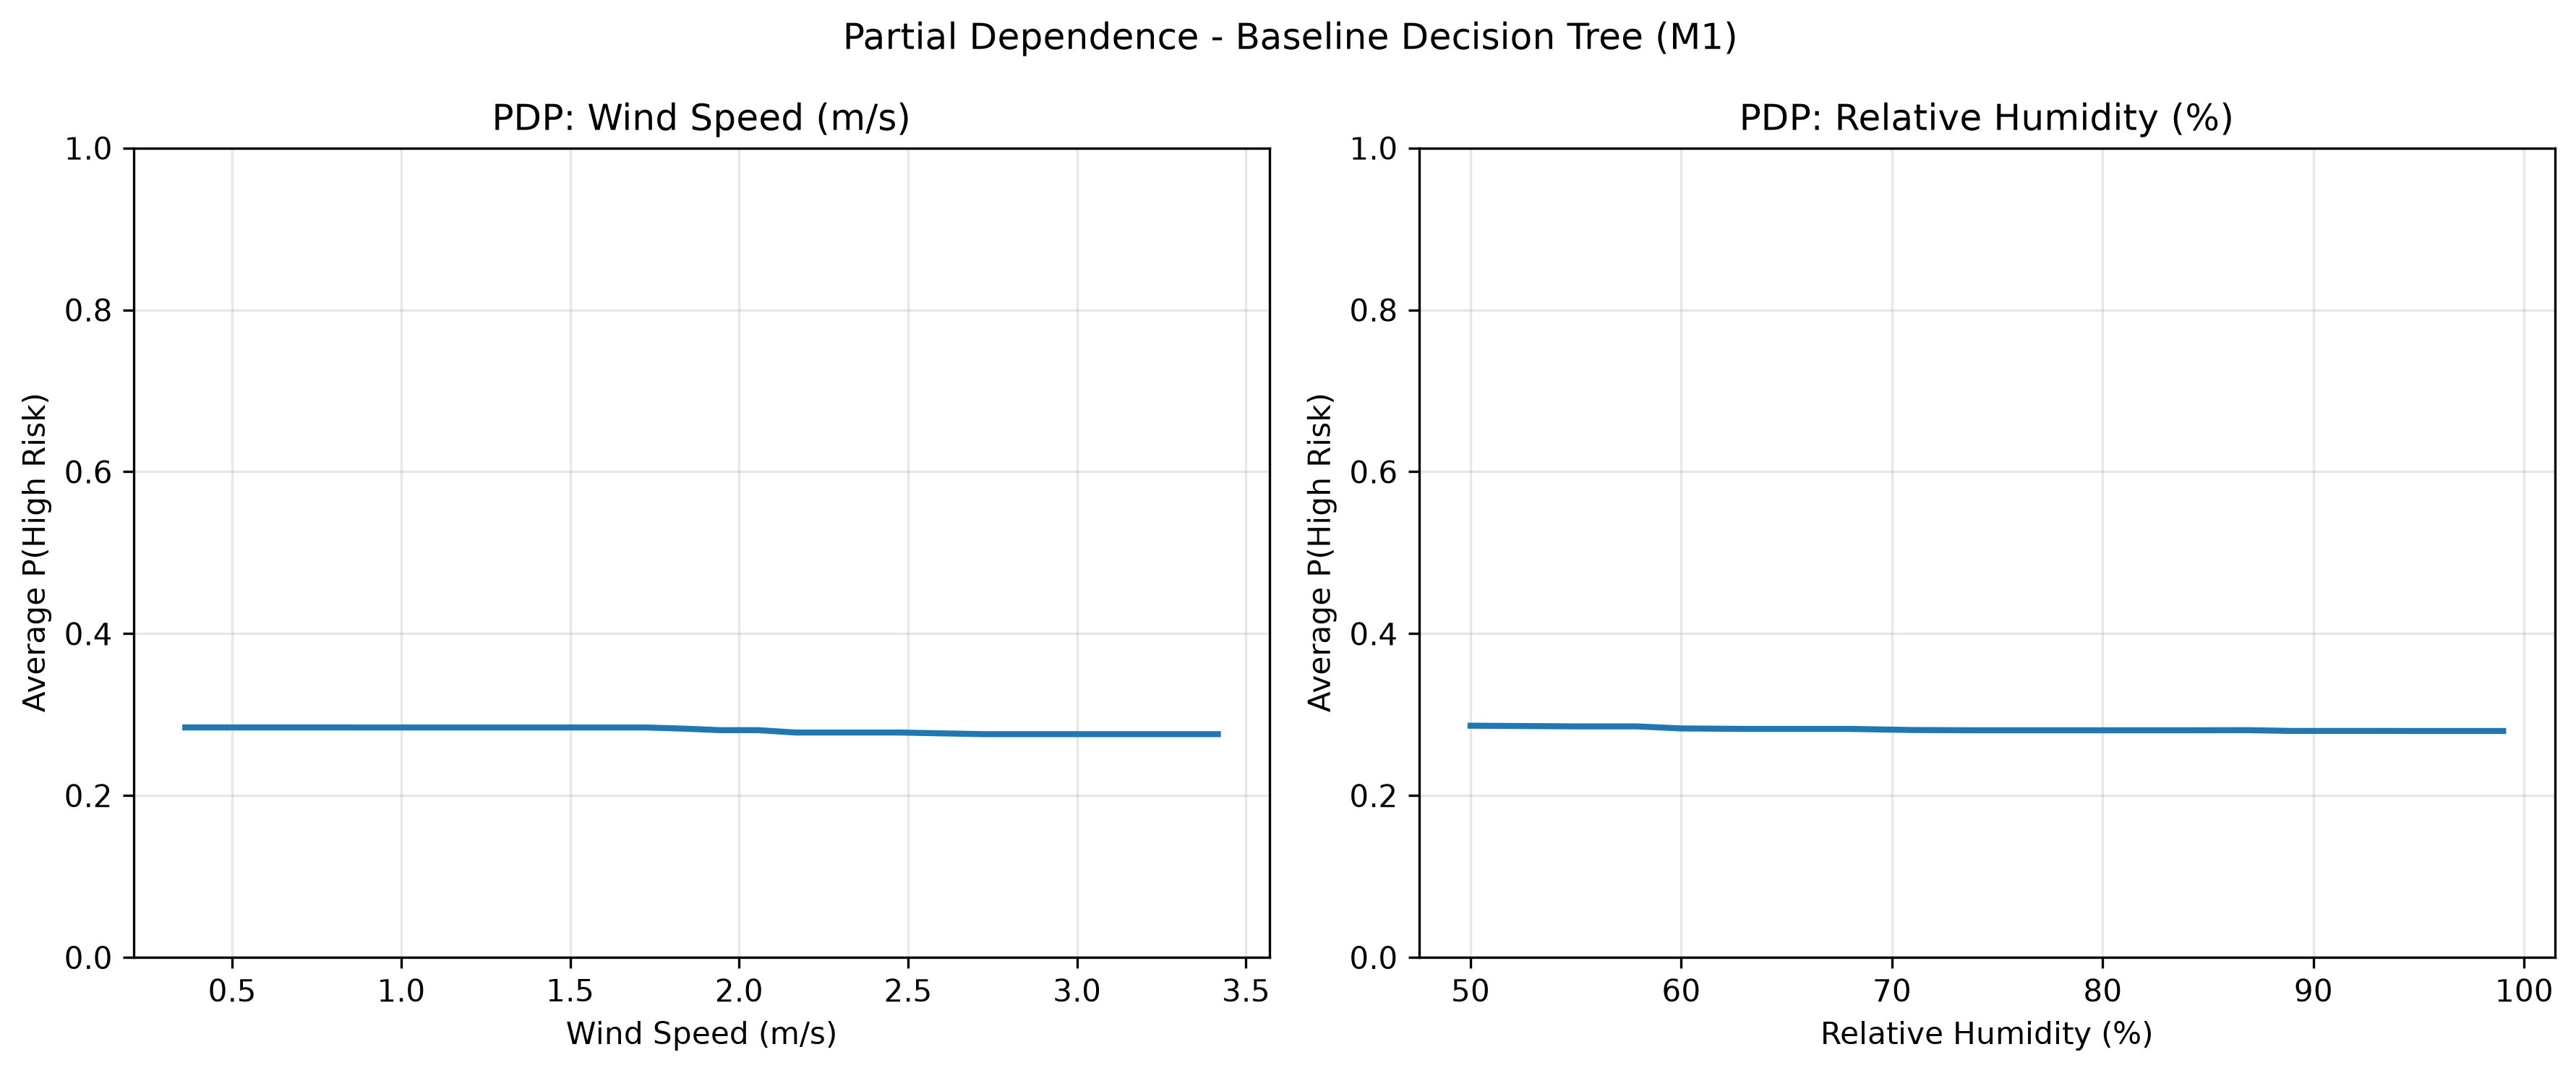 Partial Dependence - Baseline Decision Tree (M1)
PDP: Wind Speed (m/s)
1.0
0.8
0.6
0.4
0.2
0.0
Average P(High Risk)
0.5 1.0 1.5 2.0 2.5 3.0 3.5
Wind Speed (m/s)
PDP: Relative Humidity (%)
1.0
0.8
0.6
0.4
0.2
0.0
Average P(High Risk)
50 60 70 80 90 100
Relative Humidity (%)